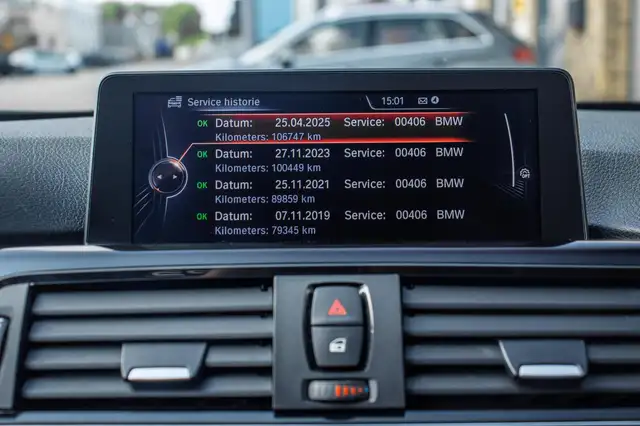 Service historie 15:01
OK Datum: 25.04.2025 Service: 00406 BMW
Kilometers: 106747 km
OK Datum: 27.11.2023 Service: 00406 BMW
Kilometers: 100449 km
OK Datum: 25.11.2021 Service: 00406 BMW
Kilometers: 89859 km
OK Datum: 07.11.2019 Service: 00406 BMW
Kilometers: 79345 km